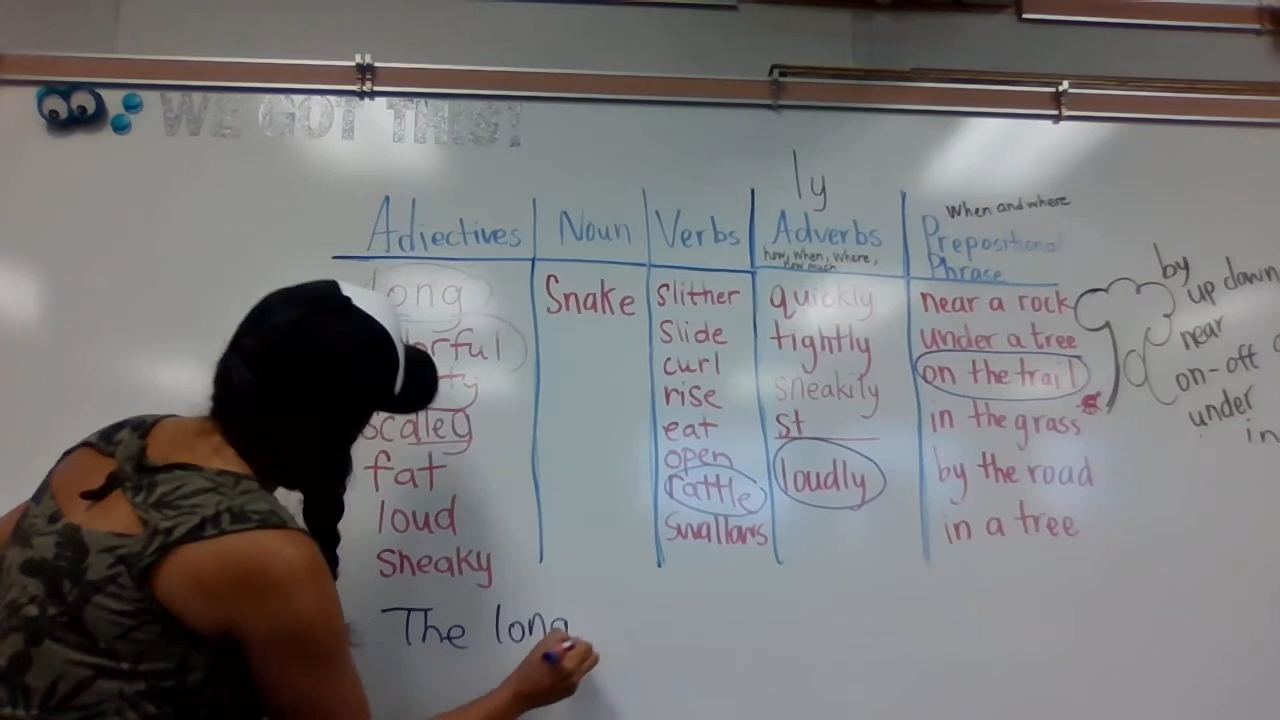 WE GOT THIS!
ly
When and where
Adjectives Noun Verbs Adverbs Prepositional Phrase
how, when, where,
how much
long Snake slither quickly near a rock
slide tightly under a tree
curl sneakily on the trail
rise st in the grass
scaley eat loudly by the road
fat open in a tree
loud rattle
Sneaky swallows
by
up down
near
on-off
under
in
The long